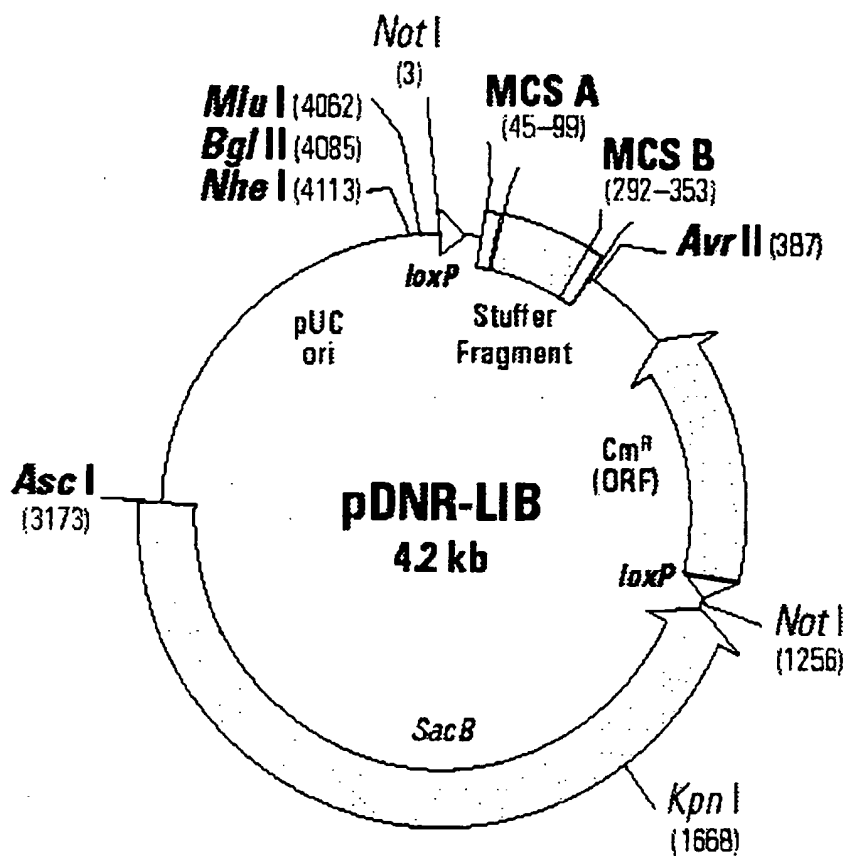 Not I
(3)
Mlu I (4062)
Bgl II (4085)
Nhe I (4113)
MCS A
(45–99)
MCS B
(292–353)
Avr II (387)
loxP
pUC
ori
Stuffer
Fragment
CmR
(ORF)
Asc I
(3173)
pDNR-LIB
4.2 kb
loxP
Not I
(1256)
SacB
Kpn I
(1668)